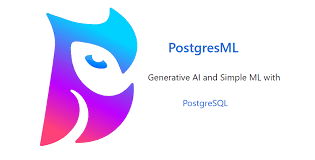 PostgresML
Generative AI and Simple ML with
PostgreSQL